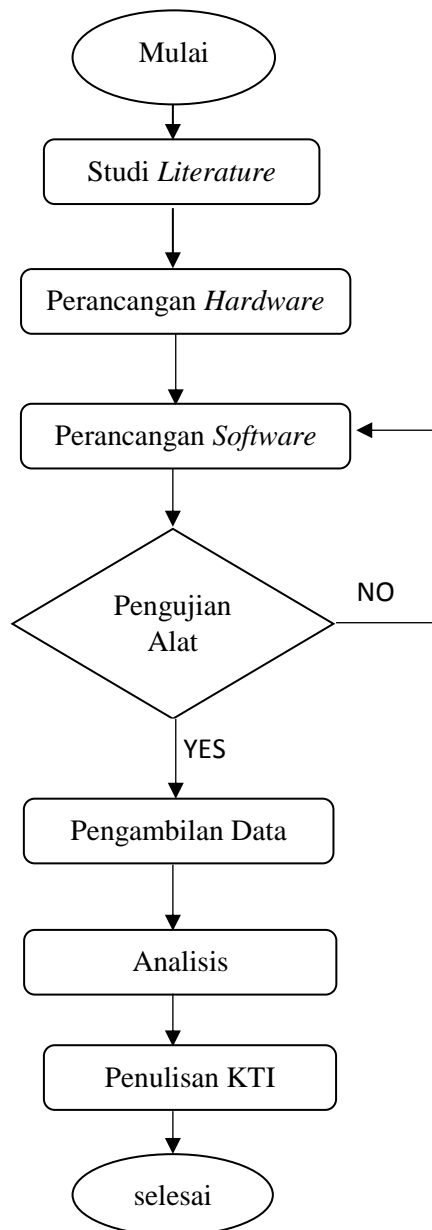 Mulai
Studi Literature
Perancangan Hardware
Perancangan Software
Pengujian
Alat
NO
YES
Pengambilan Data
Analisis
Penulisan KTI
selesai